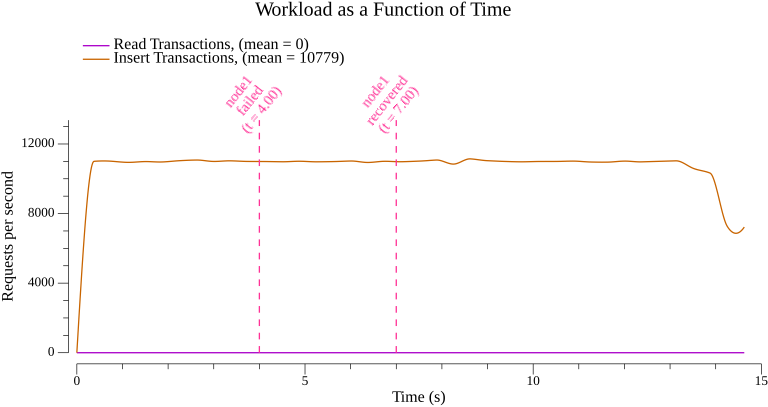 Workload as a Function of Time
Read Transactions, (mean = 0)
Insert Transactions, (mean = 10779)
node1
failed
(t = 4.00)
node1
recovered
(t = 7.00)
Requests per second
12000
8000
4000
0
0
5
10
15
Time (s)